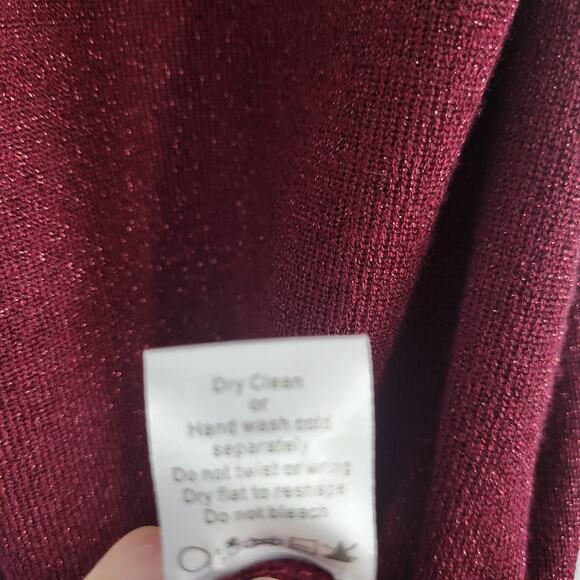 Dry Clean
or
Hand wash cold
separately
Do not twist or wring
Dry flat to reshape
Do not bleach